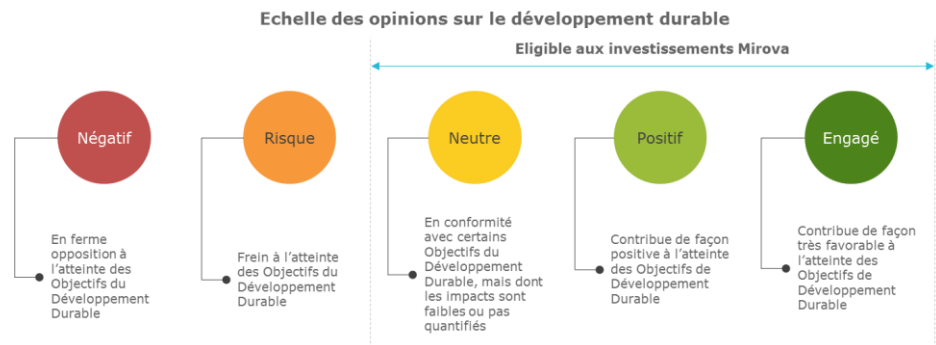 Echelle des opinions sur le développement durable
Eligible aux investissements Mirova
Négatif
Risque
Neutre
Positif
Engagé
En ferme
opposition à
l'atteinte des
Objectifs du
Développement
Durable
Frein à l'atteinte
des Objectifs du
Développement
Durable
En conformité
avec certains
Objectifs du
Développement
Durable, mais dont
les impacts sont
faibles ou pas
quantifiés
Contribue de façon
positive à l'atteinte
des Objectifs de
Développement
Durable
Contribue de façon
très favorable à
l'atteinte des
Objectifs de
Développement
Durable